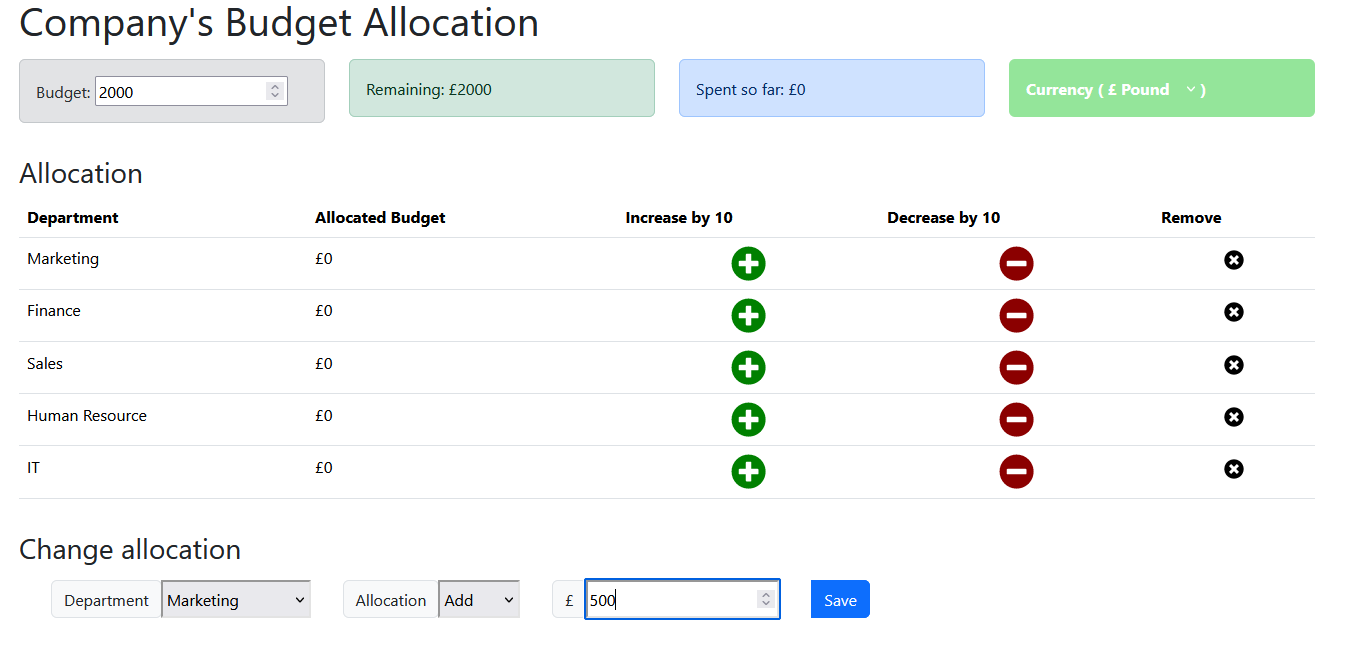 Company's Budget Allocation
Budget: 2000
Remaining: £2000
Spent so far: £0
Currency ( £ Pound )
Allocation
Department Allocated Budget Increase by 10 Decrease by 10 Remove
Marketing £0
Finance £0
Sales £0
Human Resource £0
IT £0
Change allocation
Department Marketing Allocation Add £ 500 Save